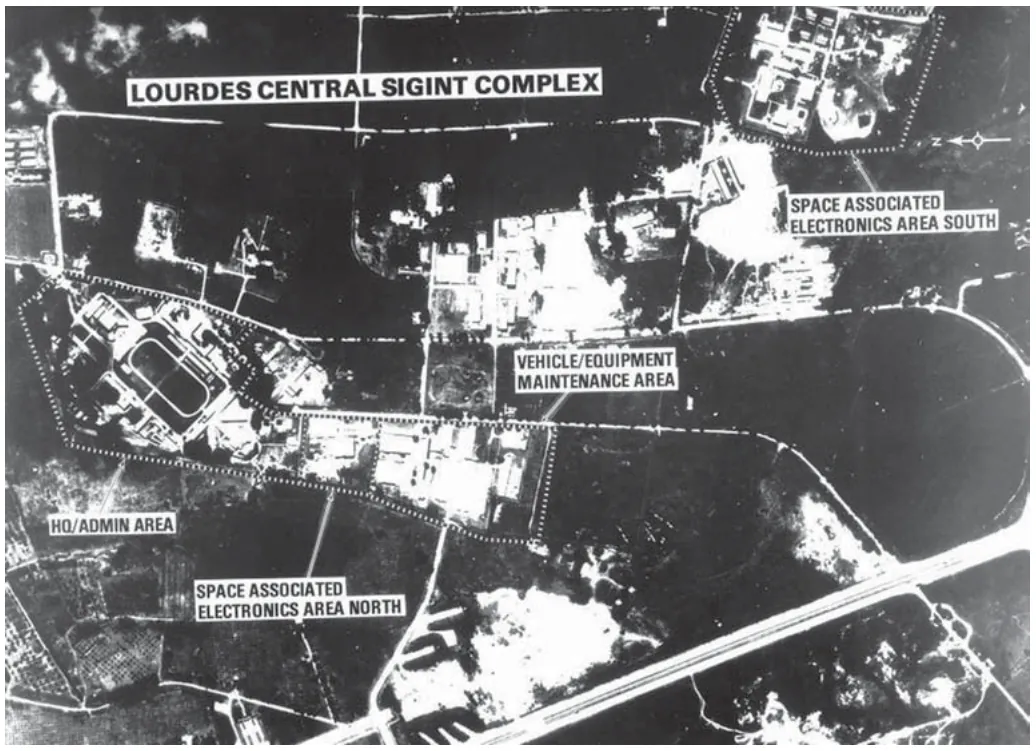 LOURDES CENTRAL SIGINT COMPLEX
N
SPACE ASSOCIATED
ELECTRONICS AREA SOUTH
VEHICLE/EQUIPMENT
MAINTENANCE AREA
HQ/ADMIN AREA
SPACE ASSOCIATED
ELECTRONICS AREA NORTH